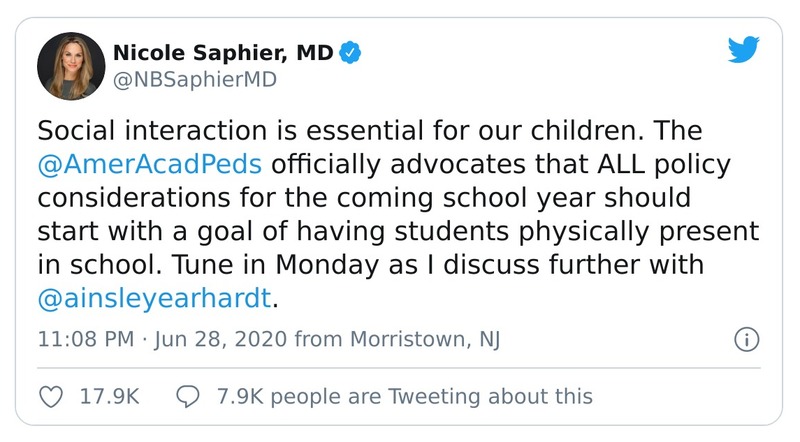 Nicole Saphier, MD
@NBSaphierMD
Social interaction is essential for our children. The
@AmerAcadPeds officially advocates that ALL policy
considerations for the coming school year should
start with a goal of having students physically present
in school. Tune in Monday as I discuss further with
@ainsleyearhardt.
11:08 PM · Jun 28, 2020 from Morristown, NJ
17.9K 7.9K people are Tweeting about this